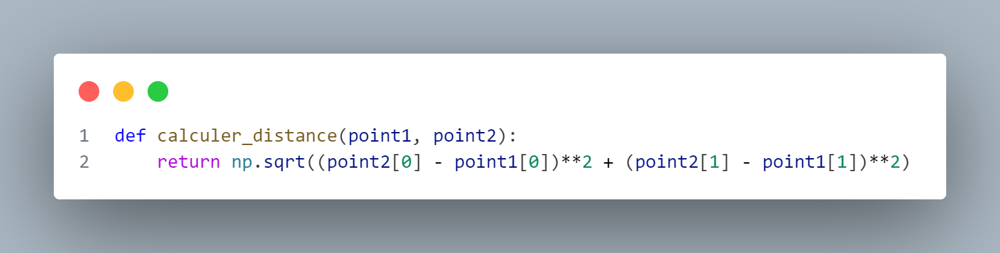 1 def calculer_distance(point1, point2):
2     return np.sqrt((point2[0] - point1[0])**2 + (point2[1] - point1[1])**2)